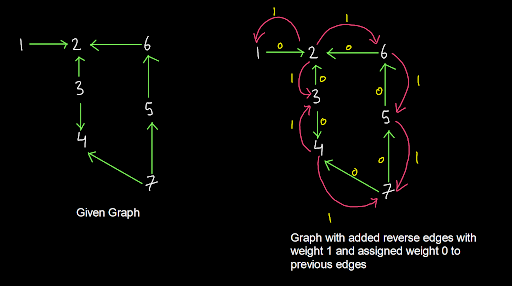 1 2 6
3
5
4
7
Given Graph
1 1
1 0 2 0 6
1 0 1
3 0
5
1 0
4
0 0 1
7
1
Graph with added reverse edges with
weight 1 and assigned weight 0 to
previous edges